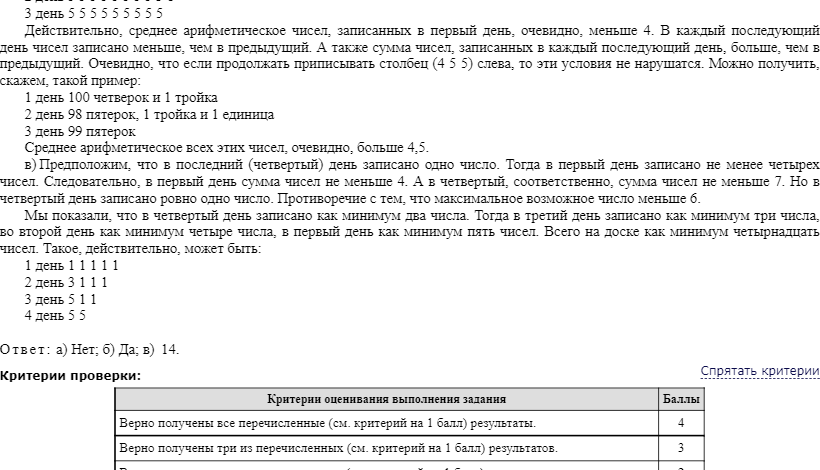 3 день 5 5 5 5 5 5 5 5 5
Действительно, среднее арифметическое чисел, записанных в первый день, очевидно, меньше 4. В каждый последующий
день чисел записано меньше, чем в предыдущий. А также сумма чисел, записанных в каждый последующий день, больше, чем в
предыдущий. Очевидно, что если продолжать приписывать столбец (4 5 5) слева, то эти условия не нарушатся. Можно получить,
скажем, такой пример:
1 день 100 четверок и 1 тройка
2 день 98 пятерок, 1 тройка и 1 единица
3 день 99 пятерок
Среднее арифметическое всех этих чисел, очевидно, больше 4,5.
в) Предположим, что в последний (четвертый) день записано одно число. Тогда в первый день записано не менее четырех
чисел. Следовательно, в первый день сумма чисел не меньше 4. А в четвертый, соответственно, сумма чисел не меньше 7. Но в
четвертый день записано ровно одно число. Противоречие с тем, что максимальное возможное число меньше 6.
Мы показали, что в четвертый день записано как минимум два числа. Тогда в третий день записано как минимум три числа,
во второй день как минимум четыре числа, в первый день как минимум пять чисел. Всего на доске как минимум четырнадцать
чисел. Такое, действительно, может быть:
1 день 1 1 1 1 1
2 день 3 1 1 1
3 день 5 1 1
4 день 5 5
Ответ: а) Нет; б) Да; в) 14.
Критерии проверки: Спрятать критерии
Критерии оценивания выполнения задания Баллы
Верно получены все перечисленные (см. критерий на 1 балл) результаты. 4
Верно получены три из перечисленных (см. критерий на 1 балл) результатов. 3